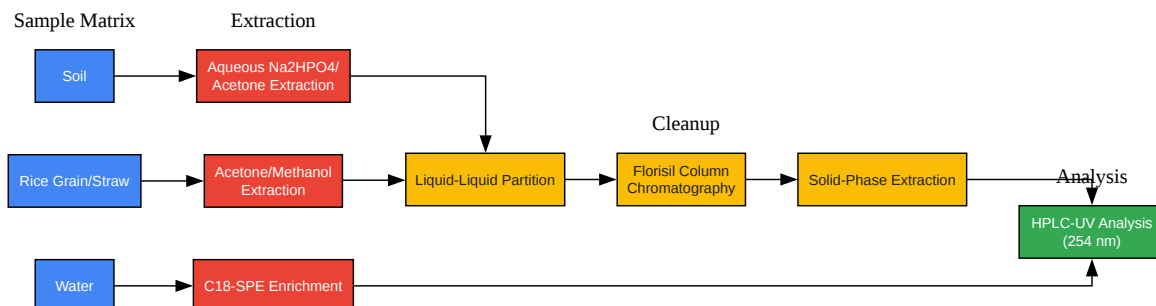 Sample Matrix
Extraction
Soil
Aqueous Na2HPO4/
Acetone Extraction
Cleanup
Rice Grain/Straw
Acetone/Methanol
Extraction
Liquid-Liquid Partition
Florisil Column
Chromatography
Solid-Phase Extraction
Analysis
HPLC-UV Analysis
(254 nm)
Water
C18-SPE Enrichment